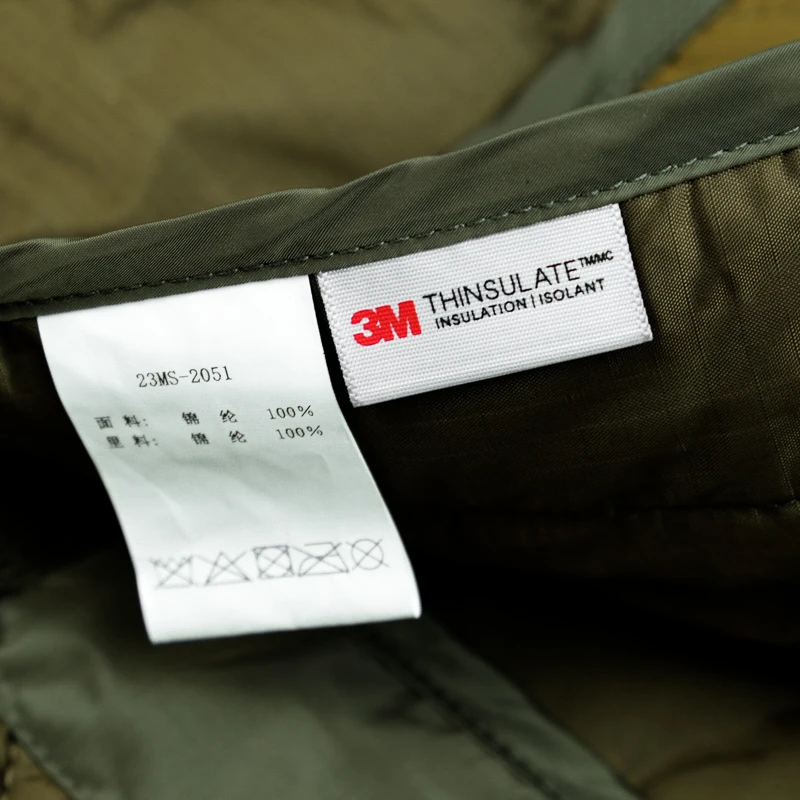 23MS-2051
面料: 锦纶 100%
里料: 锦纶 100%
3M THINSULATE™/MC
INSULATION | ISOLANT